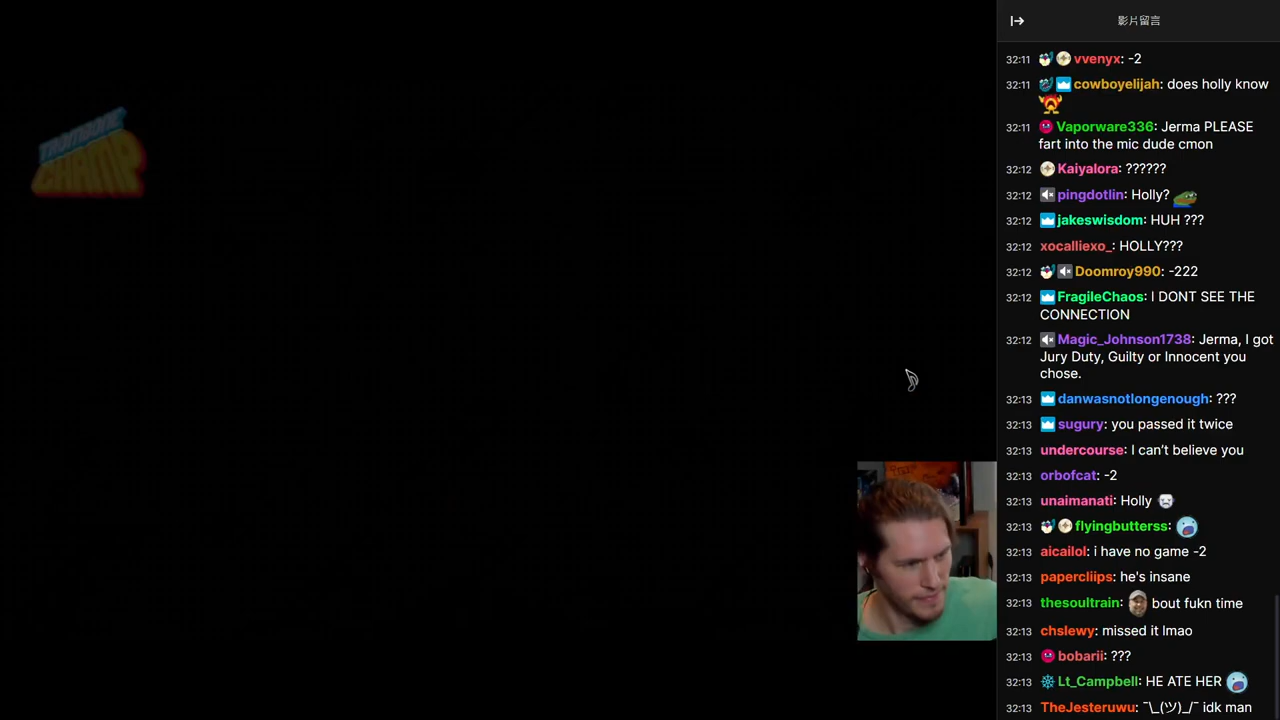 TROMBONE
CHAMP
影片留言
32:11 vvenyx: -2
32:11 cowboyelijah: does holly know
32:11 Vaporware336: Jerma PLEASE
fart into the mic dude cmon
32:12 Kaiyalora: ??????
32:12 pingdotlin: Holly?
32:12 jakeswisdom: HUH ???
32:12 xocalliexo_: HOLLY???
32:12 Doomroy990: -222
32:12 FragileChaos: I DONT SEE THE
CONNECTION
32:12 Magic_Johnson1738: Jerma, I got
Jury Duty, Guilty or Innocent you
chose.
32:13 danwasnotlongenough: ???
32:13 sugury: you passed it twice
32:13 undercourse: I can’t believe you
32:13 orbofcat: -2
32:13 unaimanati: Holly
32:13 flyingbutterss:
32:13 aicailol: i have no game -2
32:13 papercliips: he's insane
32:13 thesoultrain: bout fukn time
32:13 chslewy: missed it lmao
32:13 bobarii: ???
32:13 Lt_Campbell: HE ATE HER
32:13 TheJesteruwu: ¯\_(ツ)_/¯ idk man